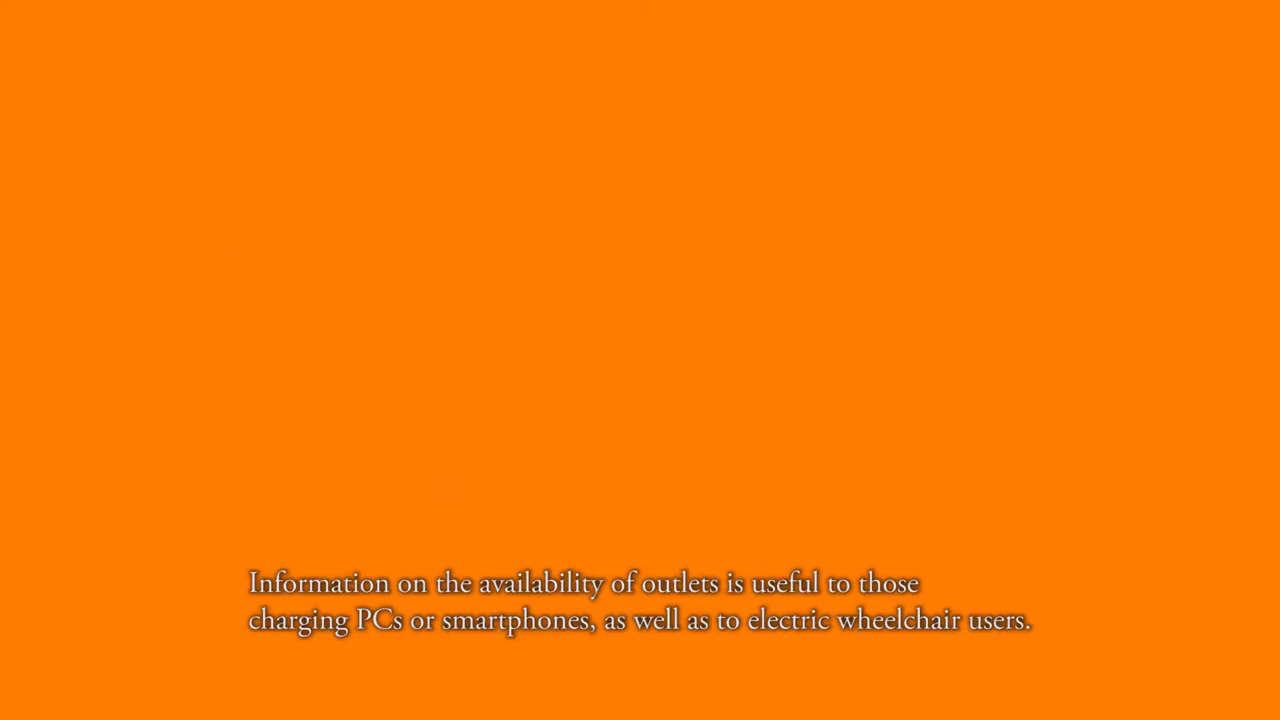 Information on the availability of outlets is useful to those
charging PCs or smartphones, as well as to electric wheelchair users.